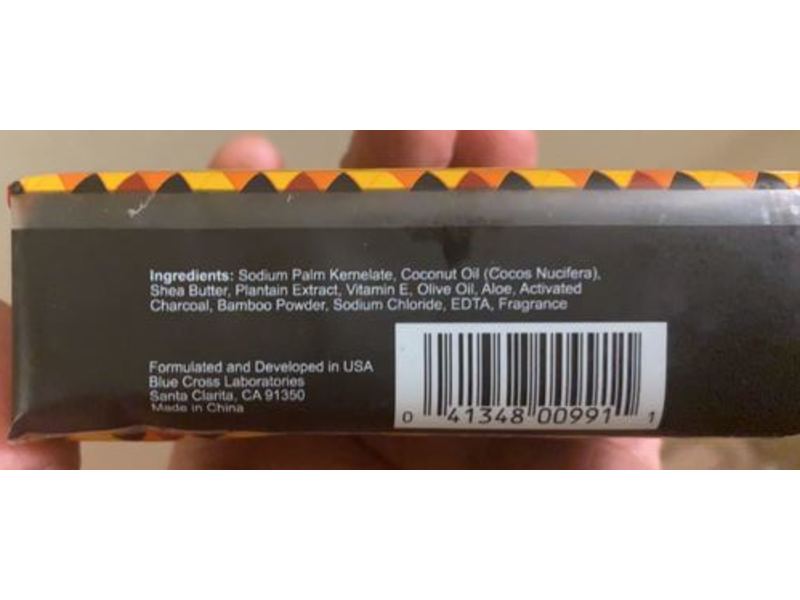 Ingredients: Sodium Palm Kernelate, Coconut Oil (Cocos Nucifera),
Shea Butter, Plantain Extract, Vitamin E, Olive Oil, Aloe, Activated
Charcoal, Bamboo Powder, Sodium Chloride, EDTA, Fragrance
Formulated and Developed in USA
Blue Cross Laboratories
Santa Clarita, CA 91350
Made in China
0 41348 00991 1